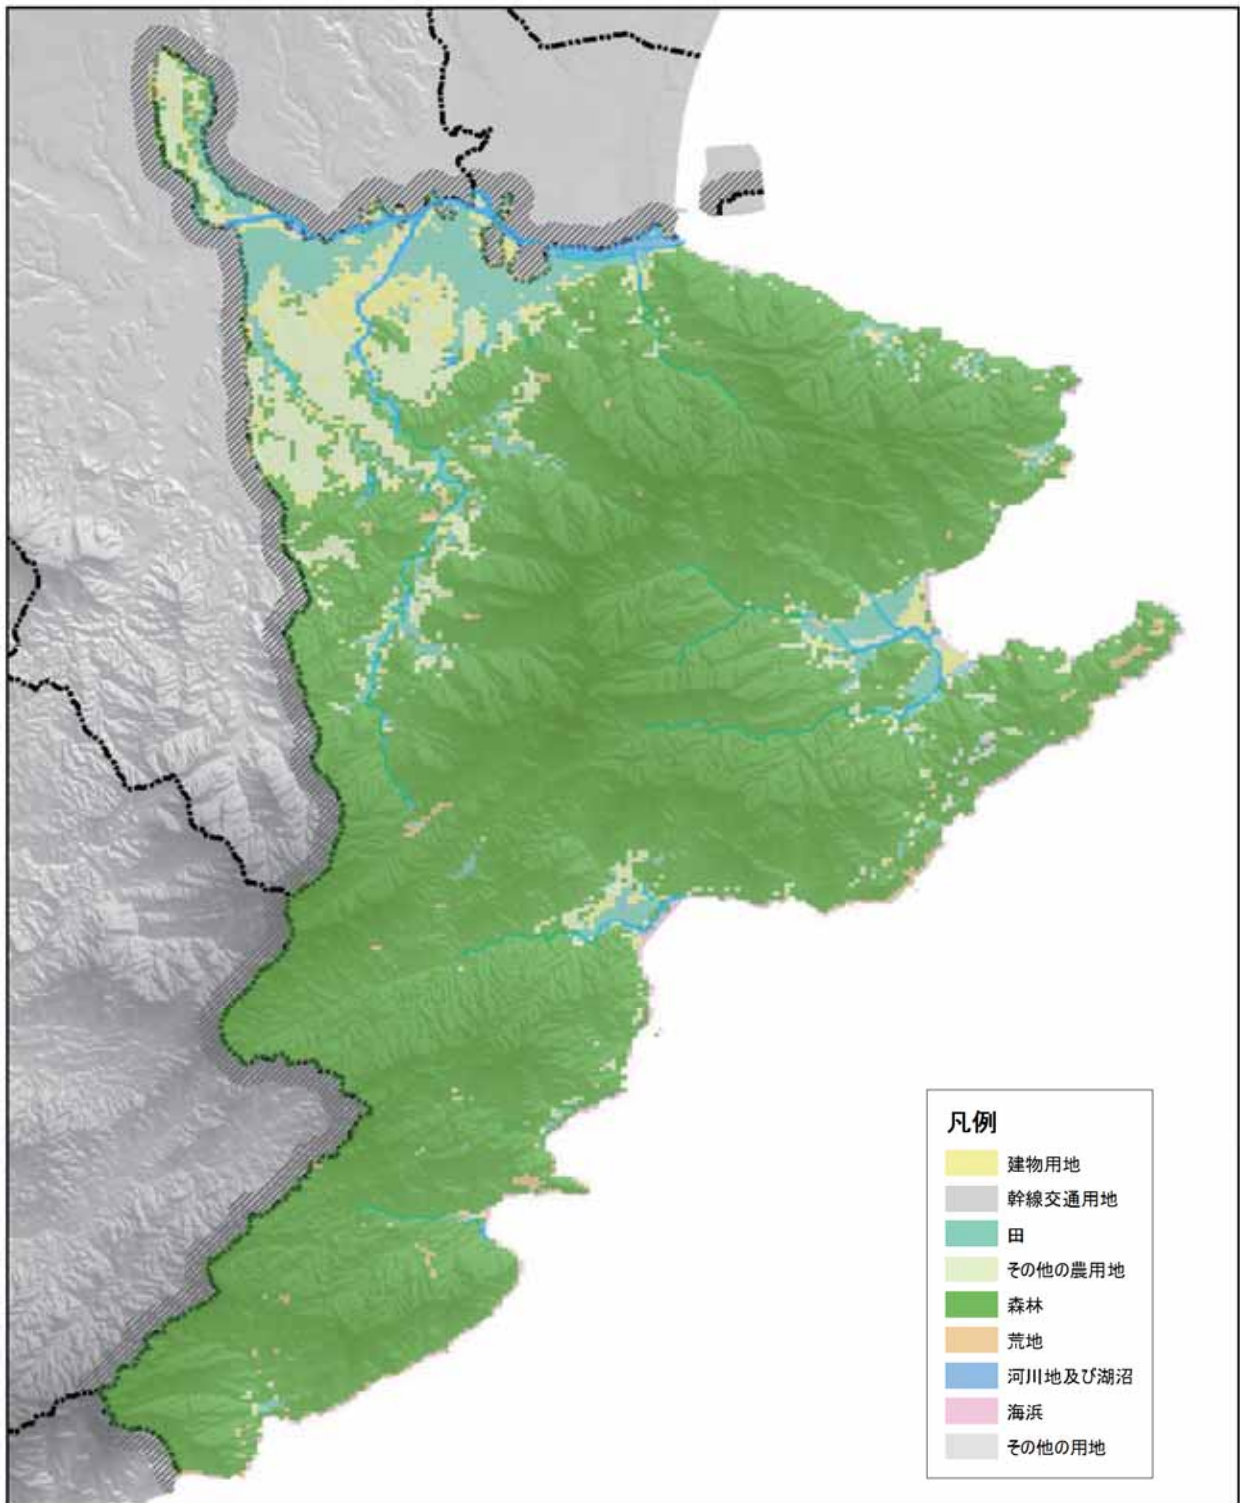 凡例
建物用地
幹線交通用地
田
その他の農用地
森林
荒地
河川地及び湖沼
海浜
その他の用地